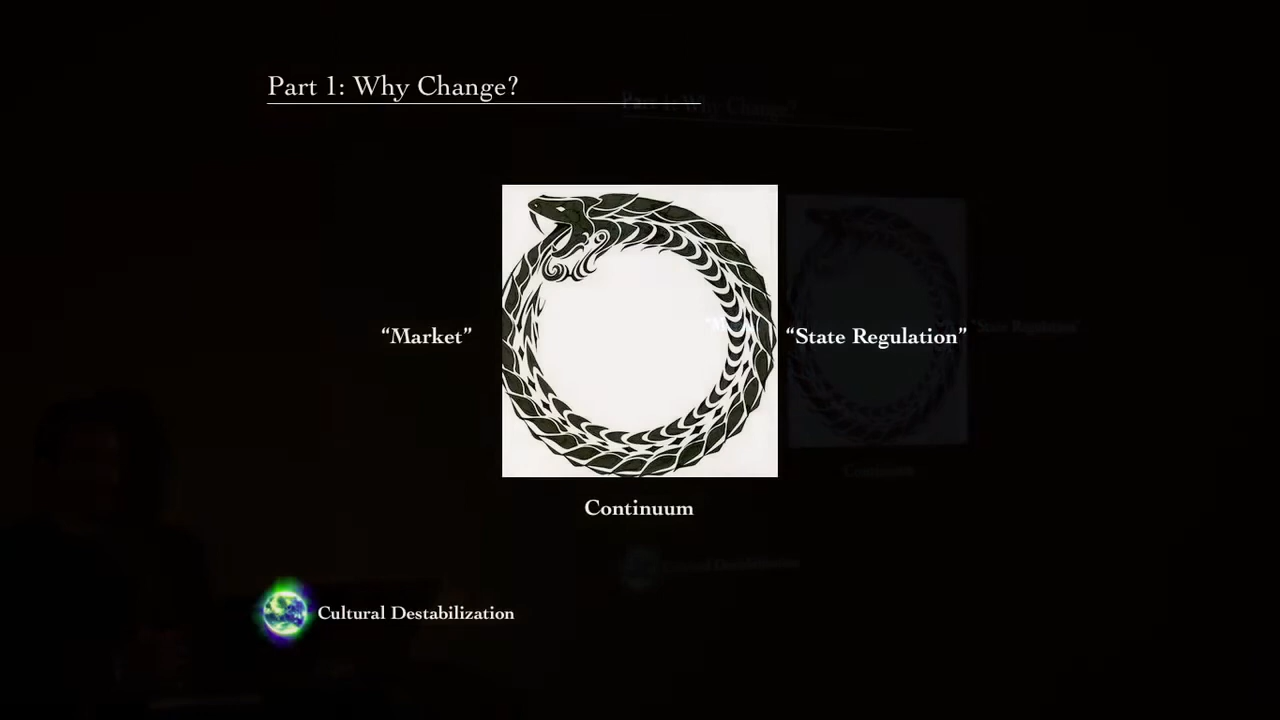 Part 1: Why Change?
“Market”
“State Regulation”
Continuum
Cultural Destabilization